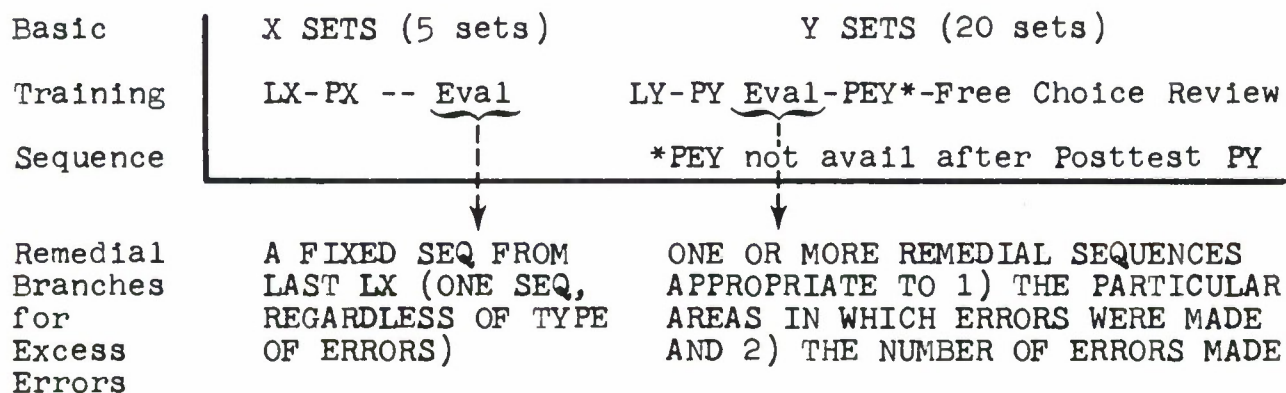 Basic X SETS (5 sets) Y SETS (20 sets)
Training LX-PX -- Eval LY-PY Eval-PEY*-Free Choice Review
Sequence *PEY not avail after Posttest PY
Remedial A FIXED SEQ FROM ONE OR MORE REMEDIAL SEQUENCES
Branches LAST LX (ONE SEQ, APPROPRIATE TO 1) THE PARTICULAR
for REGARDLESS OF TYPE AREAS IN WHICH ERRORS WERE MADE
Excess OF ERRORS) AND 2) THE NUMBER OF ERRORS MADE
Errors